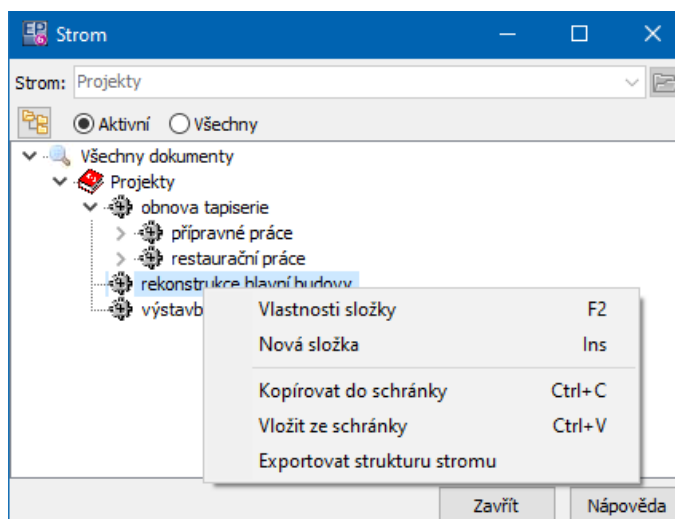 Strom
Strom: Projekty
Aktivní Všechny
Všechny dokumenty
Projekty
obnova tapiserie
přípravné práce
restaurační práce
rekonstrukce hlavní budovy
Vlastnosti složky F2
Nová složka Ins
Kopírovat do schránky Ctrl+C
Vložit ze schránky Ctrl+V
Exportovat strukturu stromu
Zavřít Nápověda